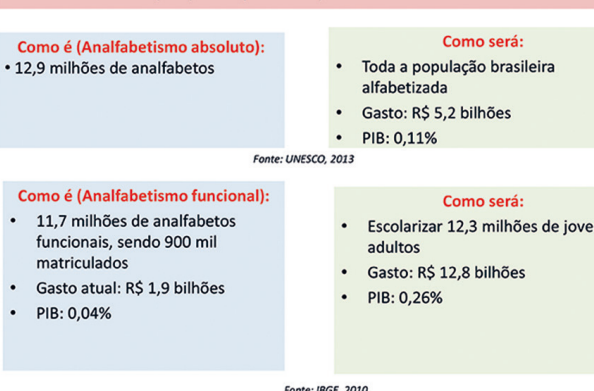 Como é (Analfabetismo absoluto):
• 12,9 milhões de analfabetos
Como será:
• Toda a população brasileira
alfabetizada
• Gasto: R$ 5,2 bilhões
• PIB: 0,11%
Fonte: UNESCO, 2013
Como é (Analfabetismo funcional):
• 11,7 milhões de analfabetos
funcionais, sendo 900 mil
matriculados
• Gasto atual: R$ 1,9 bilhões
• PIB: 0,04%
Como será:
• Escolarizar 12,3 milhões de jove
adultos
• Gasto: R$ 12,8 bilhões
• PIB: 0,26%
Fonte: IBGE, 2010